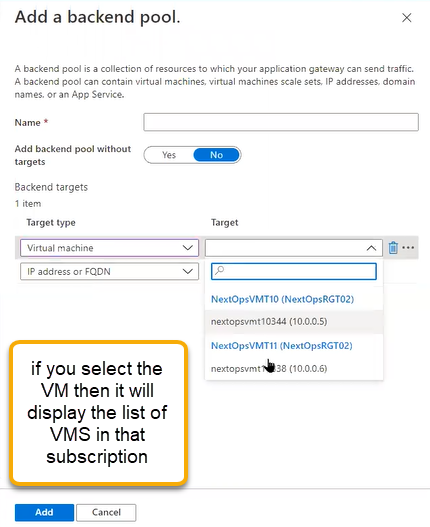 Add a backend pool.
A backend pool is a collection of resources to which your application gateway can send traffic.
A backend pool can contain virtual machines, virtual machines scale sets, IP addresses, domain
names, or an App Service.
Name *
Add backend pool without
targets
Yes
No
Backend targets
1 item
Target type
Target
Virtual machine
IP address or FQDN
NextOpsVMT10 (NextOpsRGT02)
nextopsvmt10344 (10.0.0.5)
NextOpsVMT11 (NextOpsRGT02)
(10.0.0.6)
if you select the
VM then it will
display the list of
VMS in that
subscription
Add
Cancel